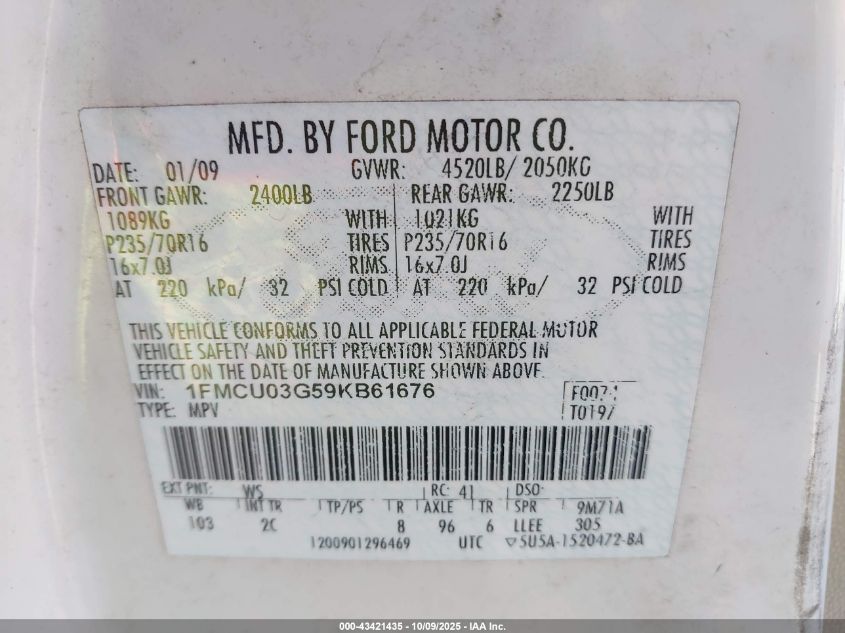 MFD. BY FORD MOTOR CO.
DATE: 01/09 GVWR: 4520LB/ 2050KG
FRONT GAWR: 2400LB REAR GAWR: 2250LB
1089KG WITH 1021KG WITH
P235/70R16 TIRES P235/70R16 TIRES
16x7.0J RIMS 16x7.0J RIMS
AT 220 kPa/ 32 PSI COLD AT 220 kPa/ 32 PSI COLD
THIS VEHICLE CONFORMS TO ALL APPLICABLE FEDERAL MOTOR
VEHICLE SAFETY AND THEFT PREVENTION STANDARDS IN
EFFECT ON THE DATE OF MANUFACTURE SHOWN ABOVE.
VIN: 1FMCU03G59KB61676
TYPE: MPV
T0197
EXT PNT: WS RC: 41 DSO:
WB INT TR TP/PS R AXLE TR SPR 9M71A
103 2C 8 96 6 LLEE 305
1200901296469 UTC ▽5U5A-1520472-BA
000-43421435 - 10/09/2025 - IAA Inc.